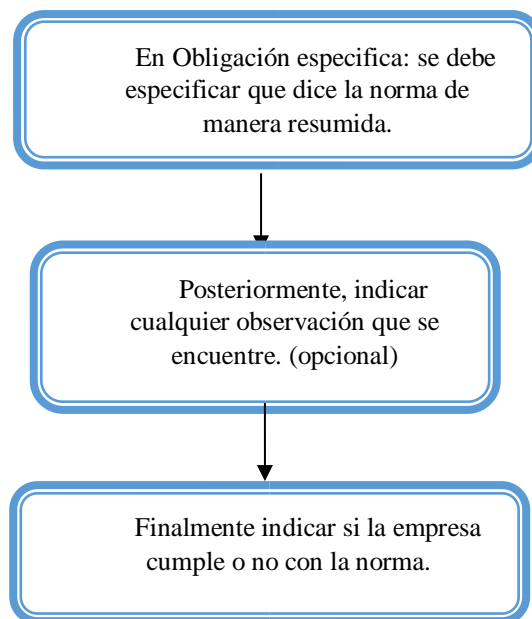 En Obligación especifica: se debe
especificar que dice la norma de
manera resumida.
Posteriormente, indicar
cualquier observación que se
encuentre. (opcional)
Finalmente indicar si la empresa
cumple o no con la norma.